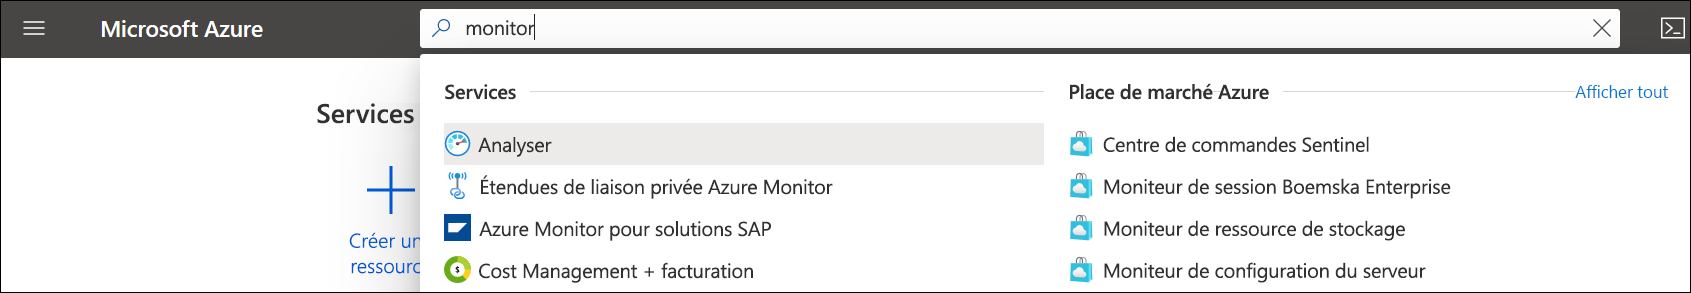 Microsoft Azure
monitor
Services
Créer un
ressourc
Services
Analyser
Étendues de liaison privée Azure Monitor
Azure Monitor pour solutions SAP
Cost Management + facturation
Place de marché Azure
Afficher tout
Centre de commandes Sentinel
Moniteur de session Boemska Enterprise
Moniteur de ressource de stockage
Moniteur de configuration du serveur